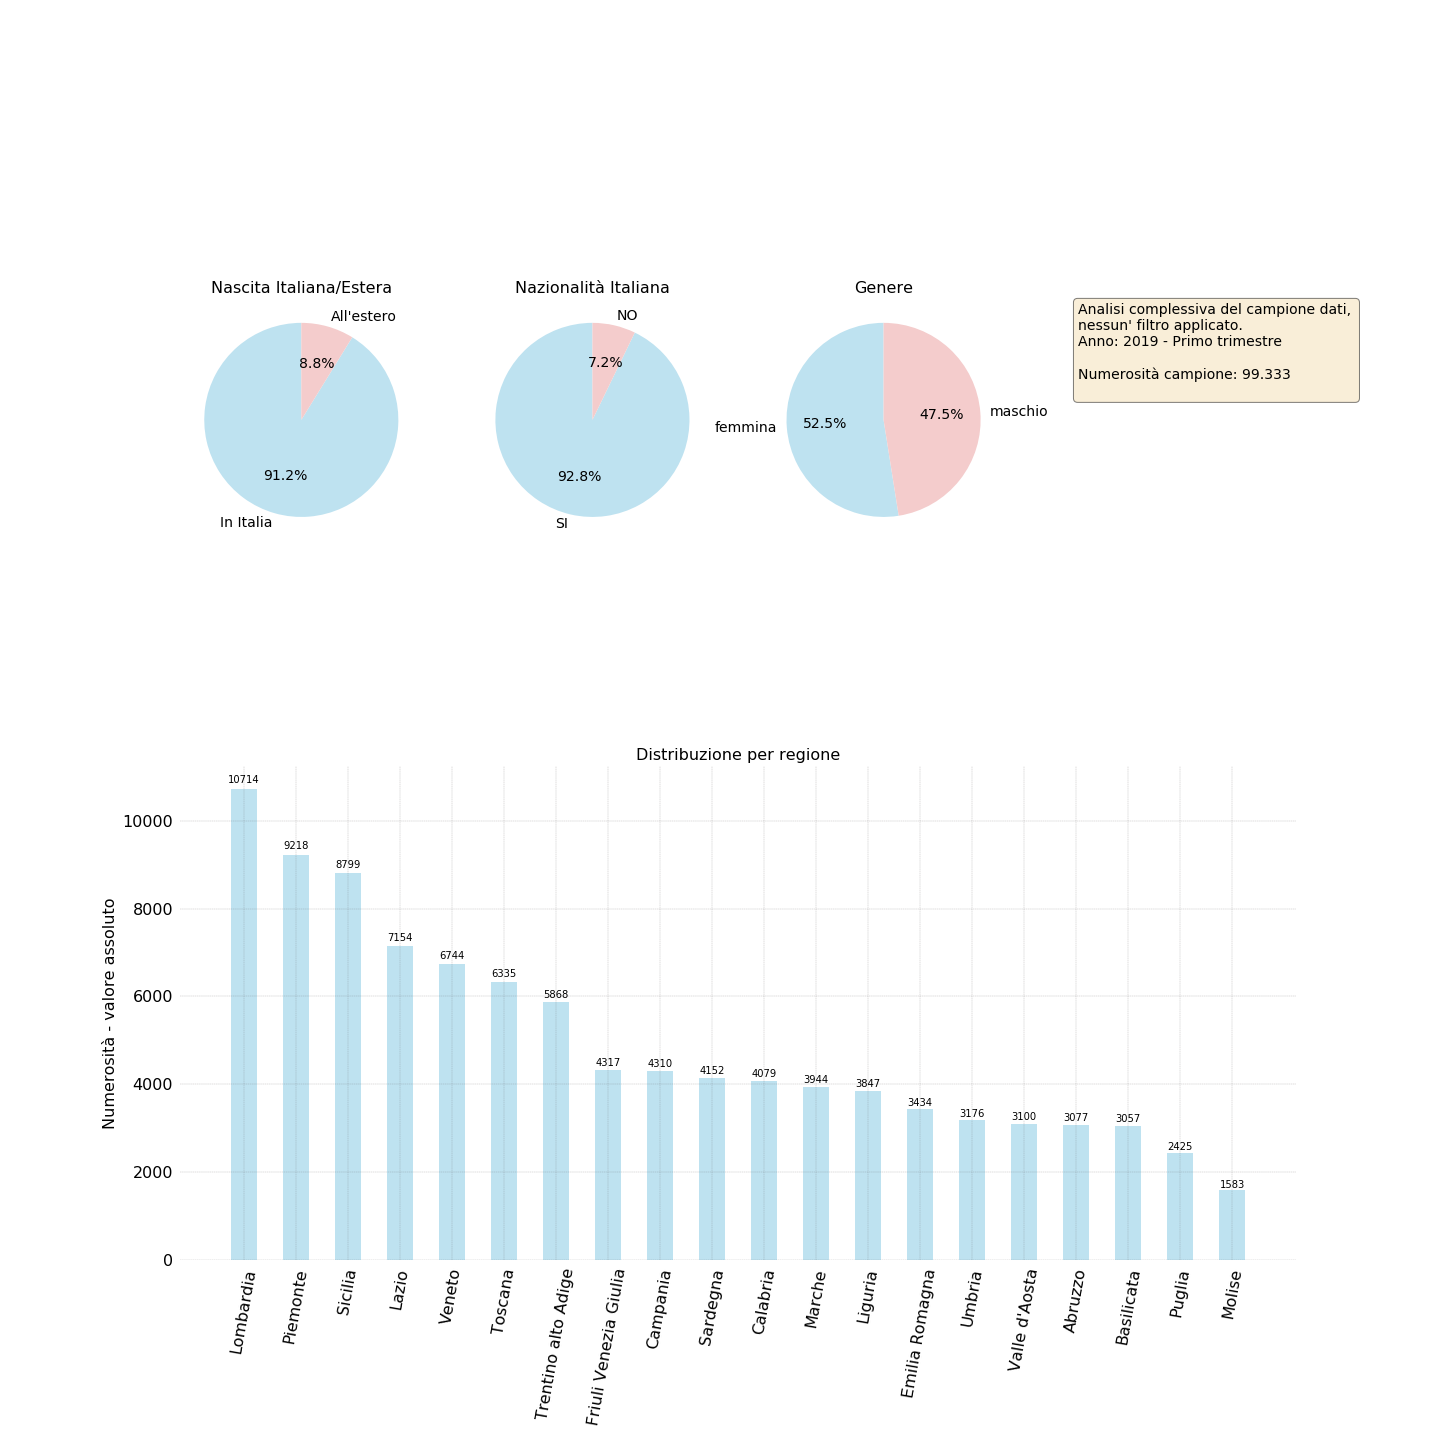 Nascita Italiana/Estera
All'estero
8.8%
91.2%
In Italia
Nazionalità Italiana
NO
7.2%
92.8%
SI
Genere
femmina
52.5%
47.5%
maschio
Analisi complessiva del campione dati,
nessun' filtro applicato.
Anno: 2019 - Primo trimestre
Numerosità campione: 99.333
Distribuzione per regione
Numerosità - valore assoluto
10000
8000
6000
4000
2000
0
10714
9218
8799
7154
6744
6335
5868
4317
4310
4152
4079
3944
3847
3434
3176
3100
3077
3057
2425
1583
Lombardia
Piemonte
Sicilia
Lazio
Veneto
Toscana
Trentino alto Adige
Friuli Venezia Giulia
Campania
Sardegna
Calabria
Marche
Liguria
Emilia Romagna
Umbria
Valle d'Aosta
Abruzzo
Basilicata
Puglia
Molise